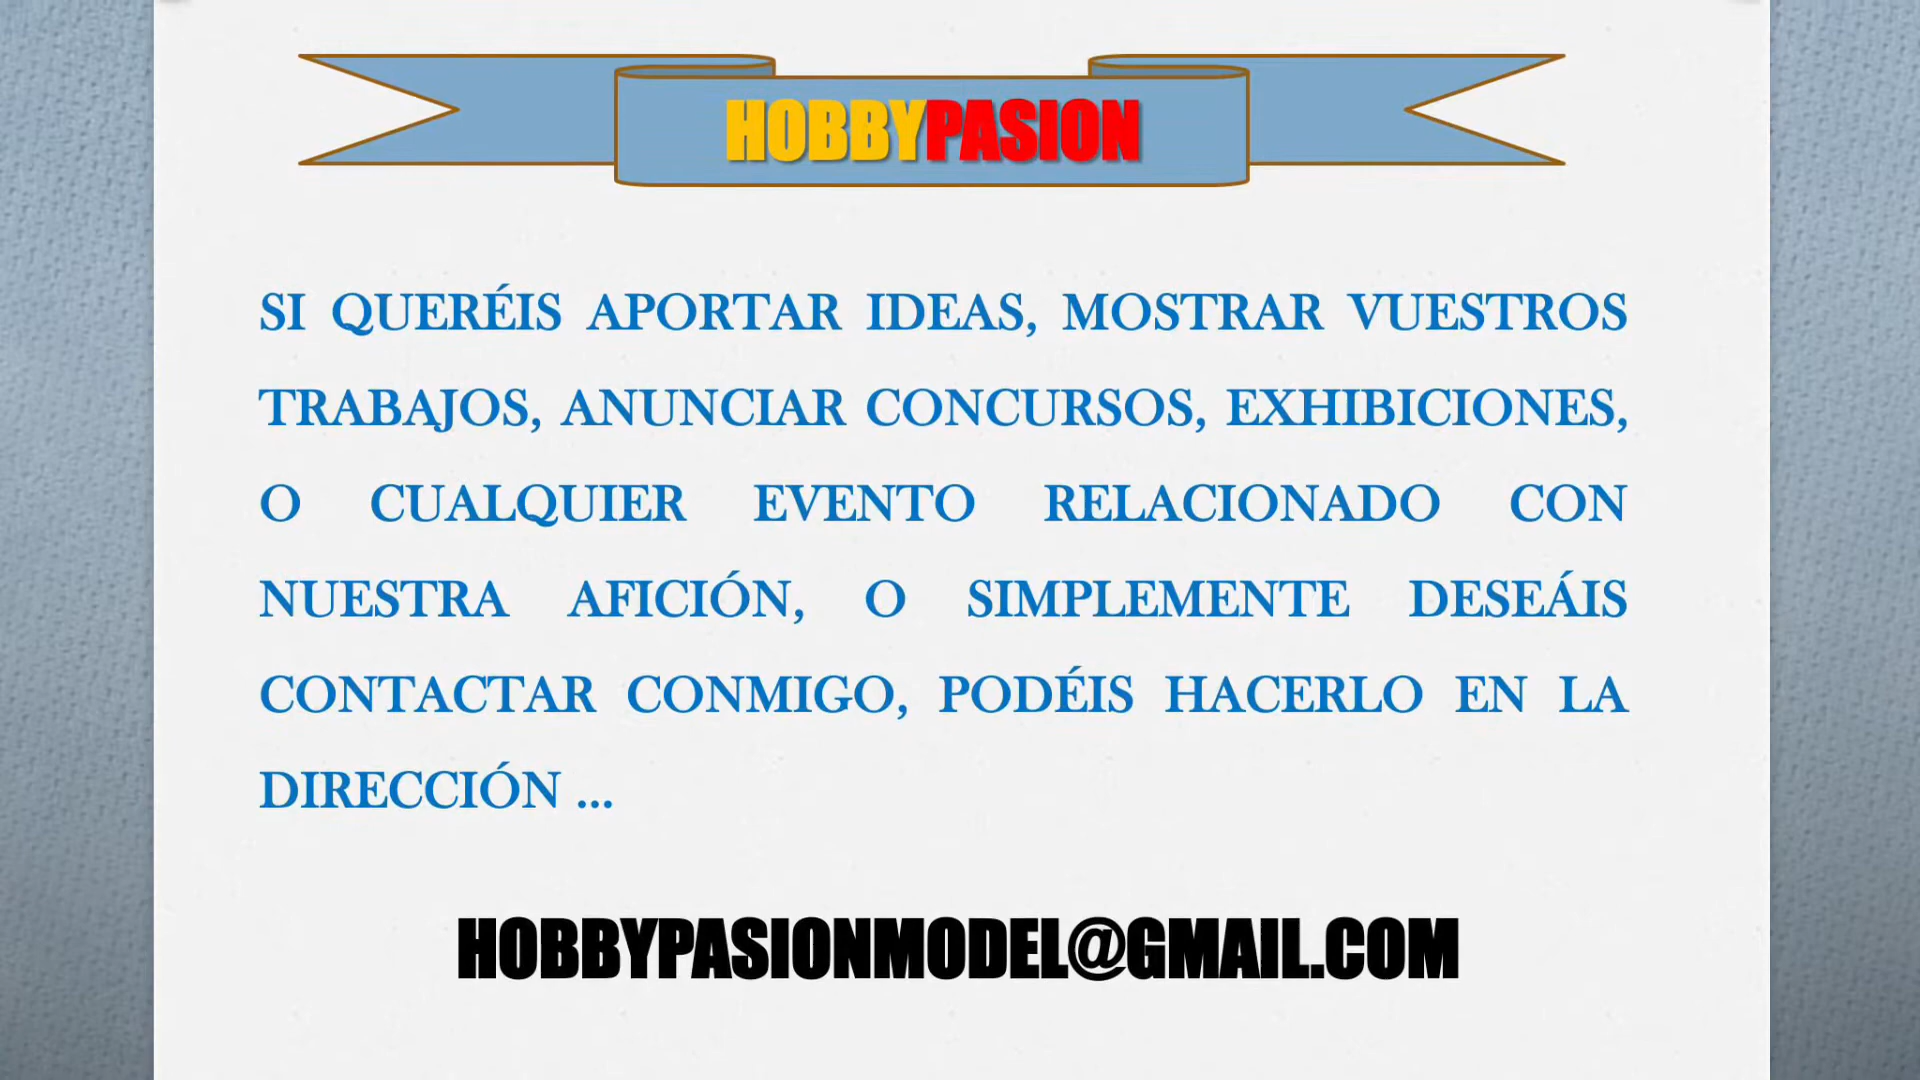 HOBBYPASION
SI QUERÉIS APORTAR IDEAS, MOSTRAR VUESTROS
TRABAJOS, ANUNCIAR CONCURSOS, EXHIBICIONES,
O CUALQUIER EVENTO RELACIONADO CON
NUESTRA AFICIÓN, O SIMPLEMENTE DESEÁIS
CONTACTAR CONMIGO, PODÉIS HACERLO EN LA
DIRECCIÓN ...
HOBBYPASIONMODEL@GMAIL.COM